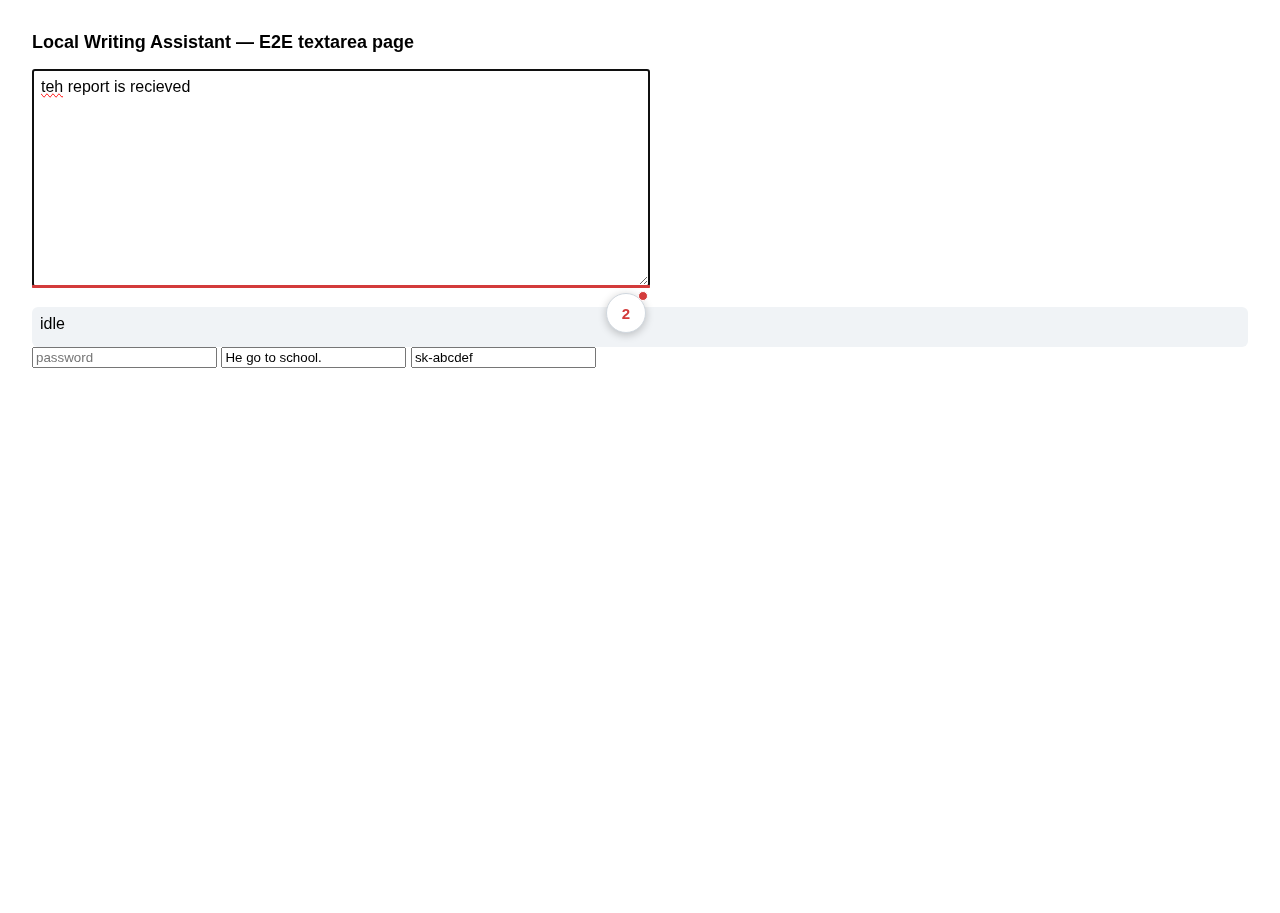 Local Writing Assistant — E2E textarea page
teh report is recieved
2
idle
password He go to school. sk-abcdef